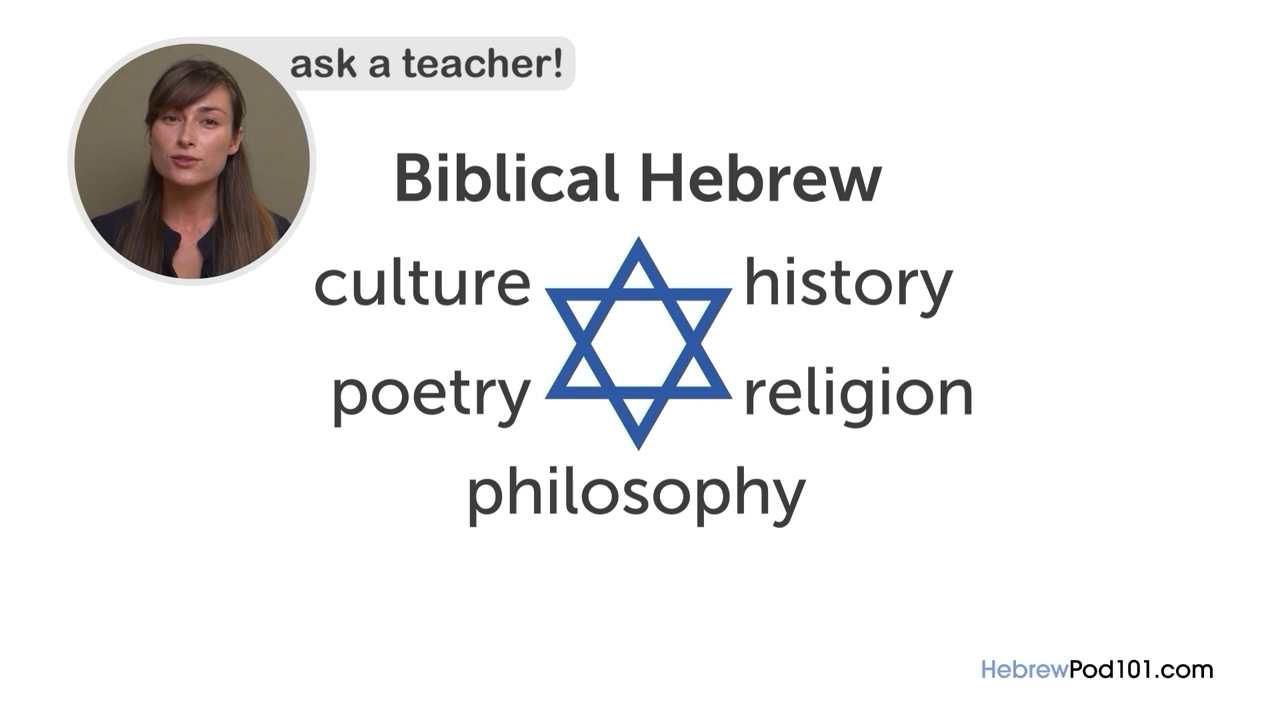 ask a teacher!
Biblical Hebrew
culture history
poetry religion
philosophy
HebrewPod101.com